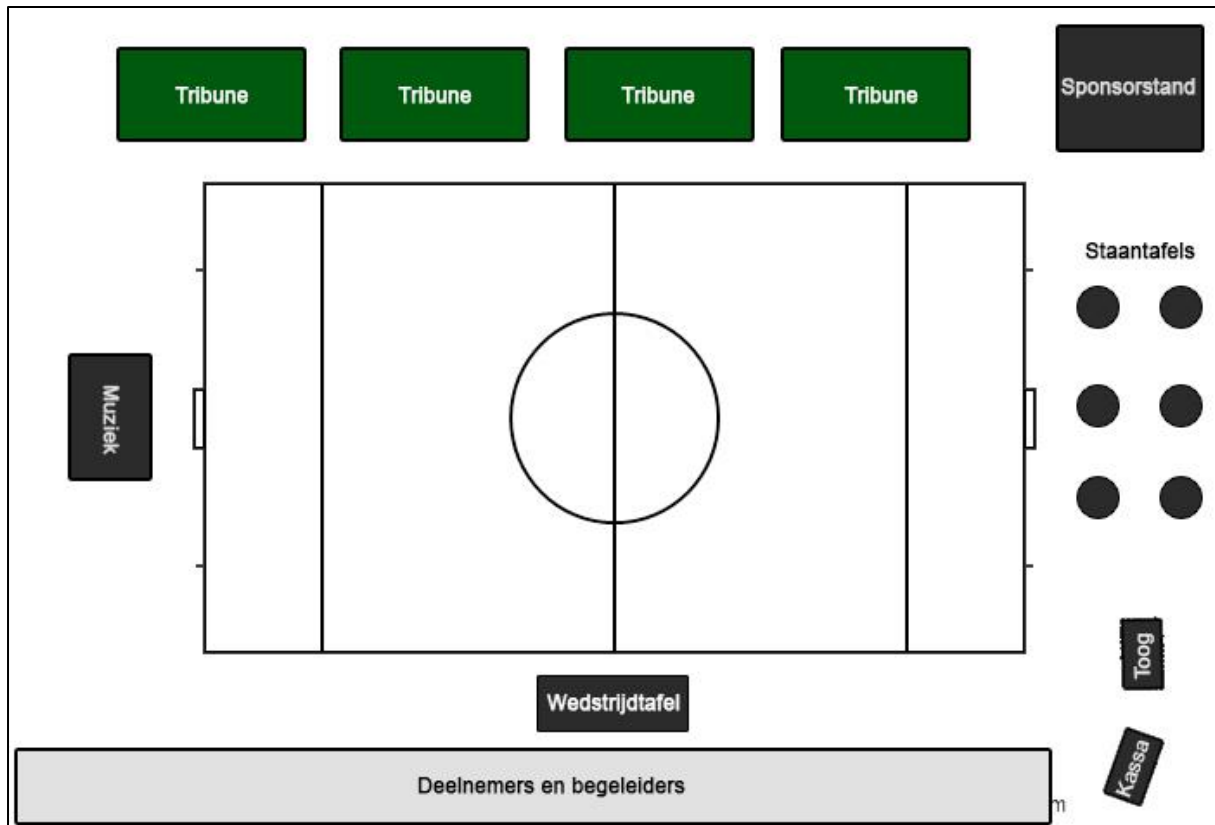 Tribune
Tribune
Tribune
Tribune
Sponsorstand
Staantafels
Muziek
Toog
Wedstrijdtafel
Kassa
Deelnemers en begeleiders
m